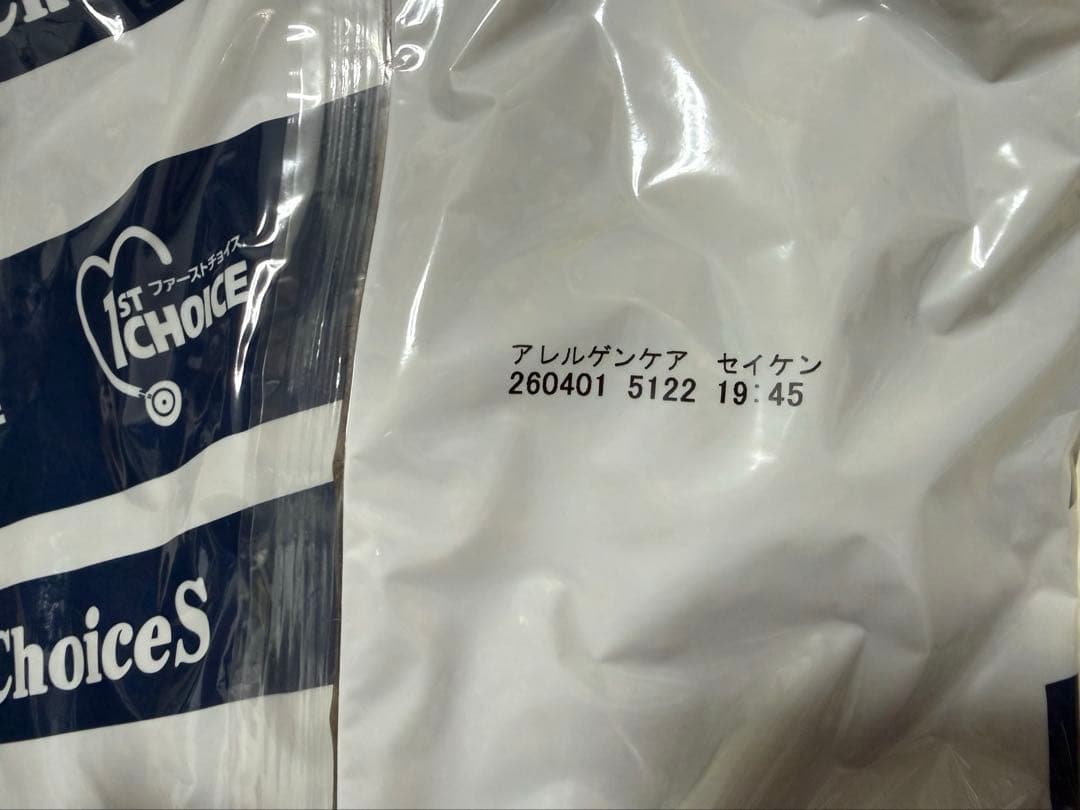 ファーストチョイス
1ST
CHOICE
アレルゲンケア　セイケン
260401 5122 19:45
ChoiceS